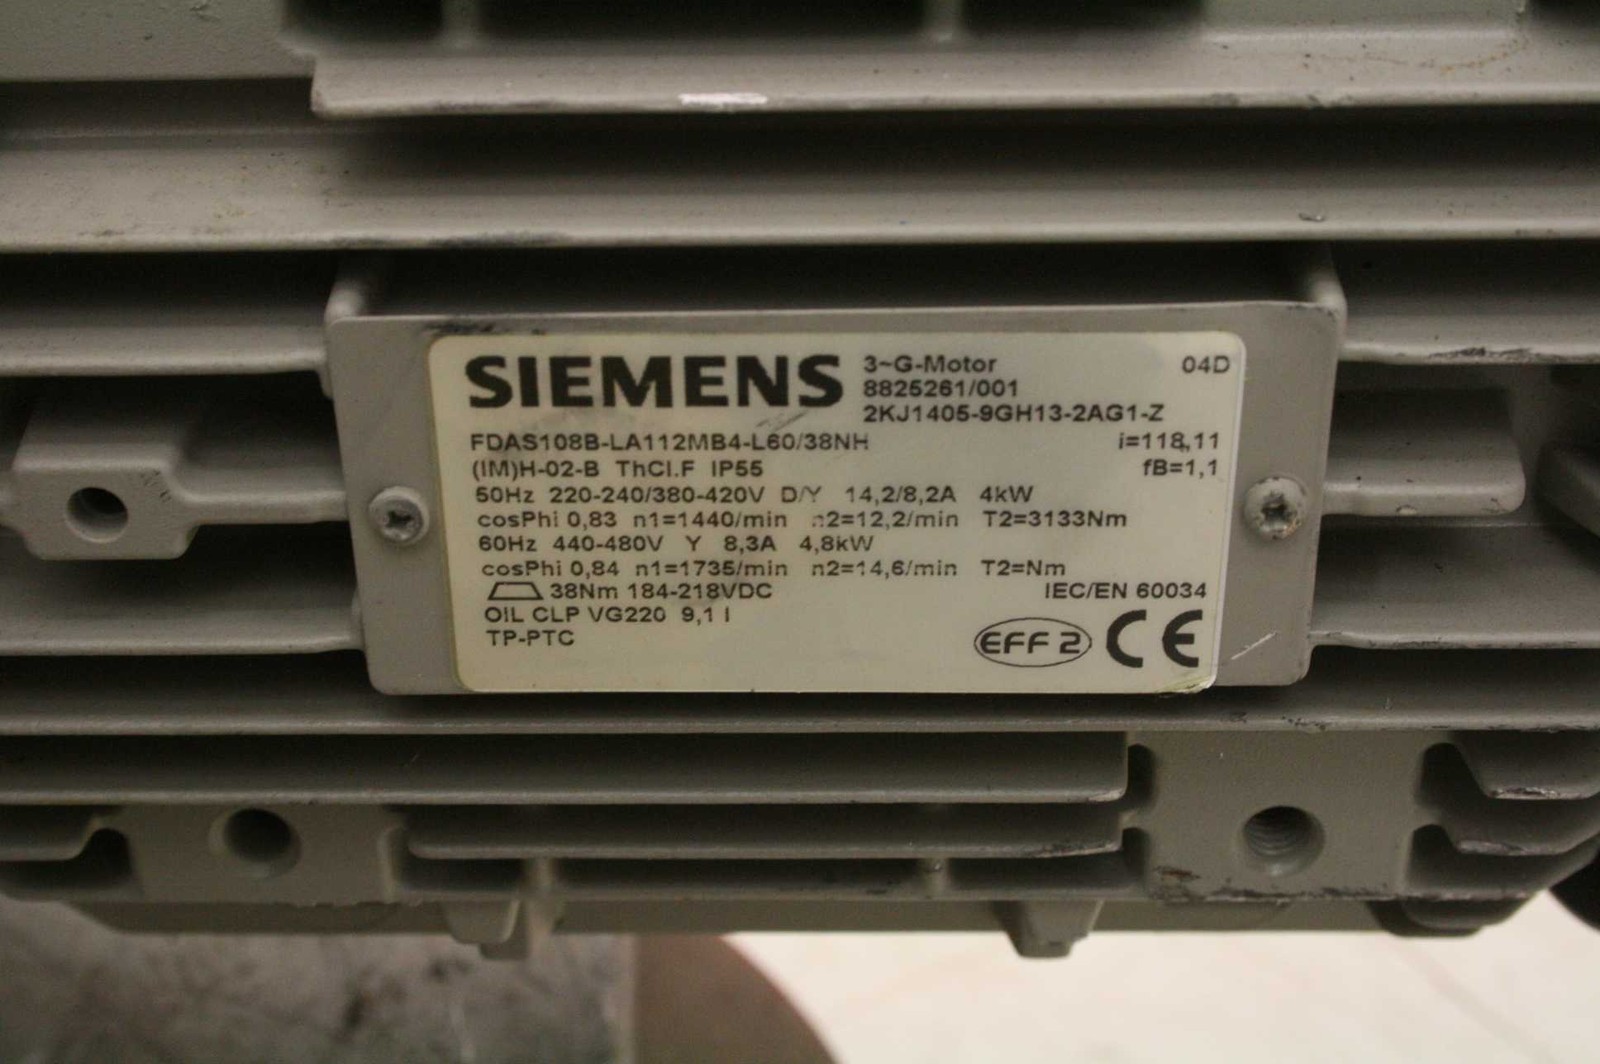 SIEMENS 3~G-Motor 04D
8825261/001
2KJ1405-9GH13-2AG1-Z
FDAS108B-LA112MB4-L60/38NH i=118,11
(IM)H-02-B ThCl.F IP55 fB=1,1
50Hz 220-240/380-420V D/Y 14,2/8,2A 4kW
cosPhi 0,83 n1=1440/min n2=12,2/min T2=3133Nm
60Hz 440-480V Y 8,3A 4,8kW
cosPhi 0,84 n1=1735/min n2=14,6/min T2=Nm
38Nm 184-218VDC IEC/EN 60034
OIL CLP VG220 9,1 l
TP-PTC EFF 2 CE